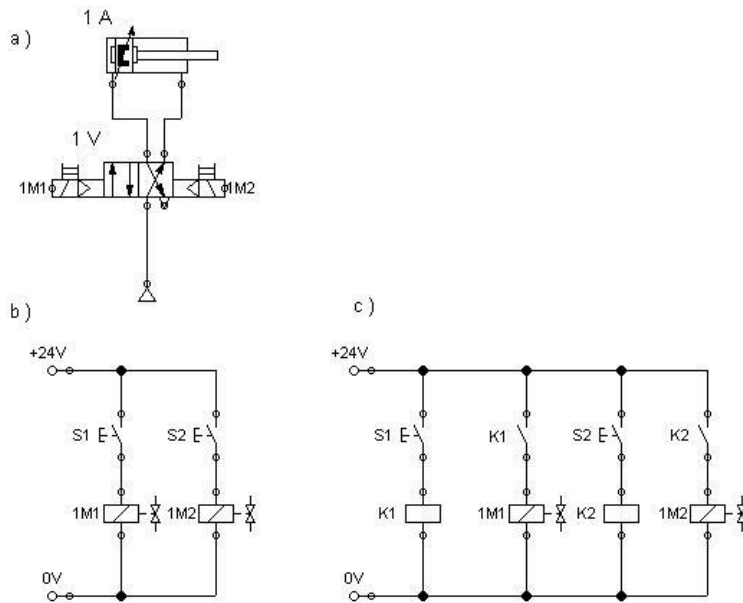 a )
1 A
1 V
1M1 1M2
b )
c )
+24V
S1 S2
1M1 1M2
0V
+24V
S1 K1 S2 K2
K1 1M1 K2 1M2
0V